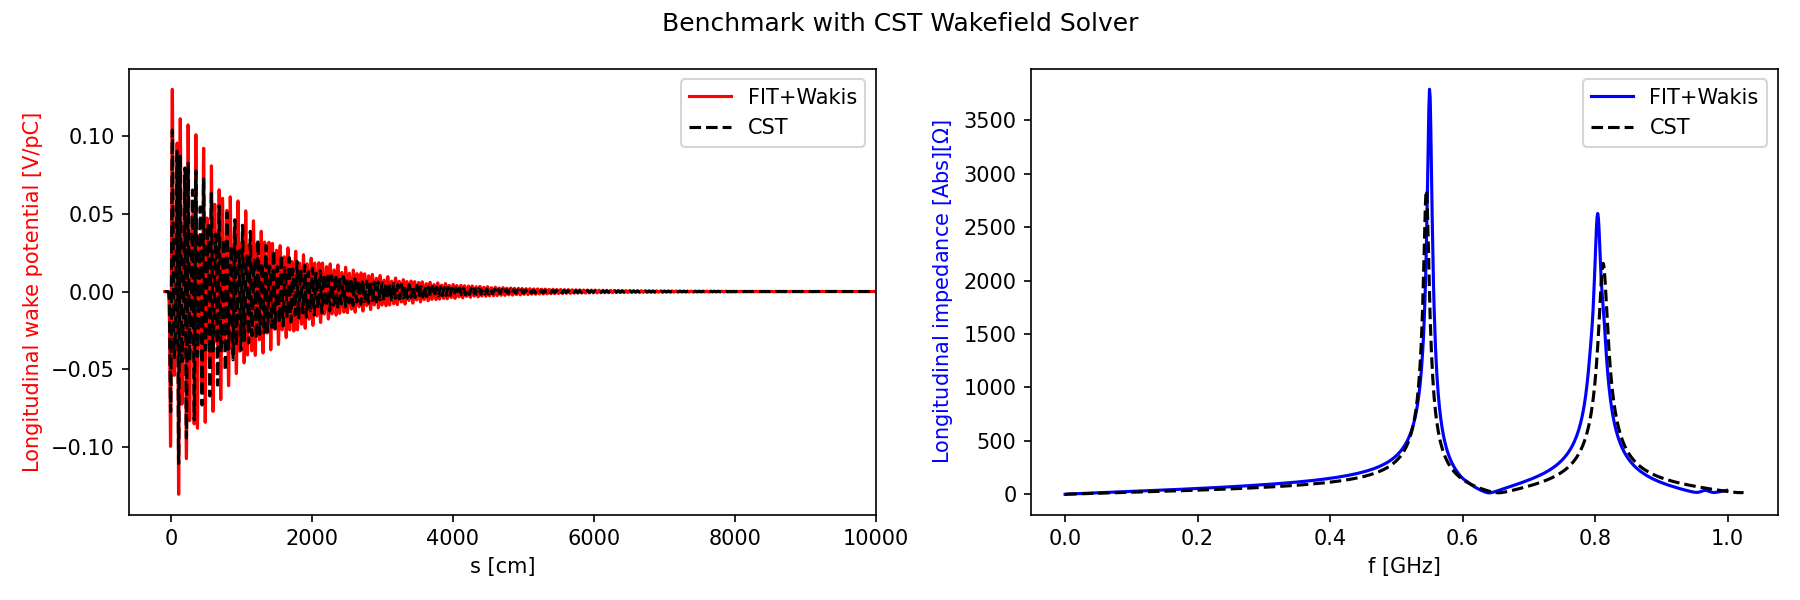 Benchmark with CST Wakefield Solver
Longitudinal wake potential [V/pC]
0.10
0.05
0.00
−0.05
−0.10
0
2000
4000
6000
8000
10000
s [cm]
FIT+Wakis
CST
Longitudinal impedance [Abs][Ω]
3500
3000
2500
2000
1500
1000
500
0
0.0
0.2
0.4
0.6
0.8
1.0
f [GHz]
FIT+Wakis
CST